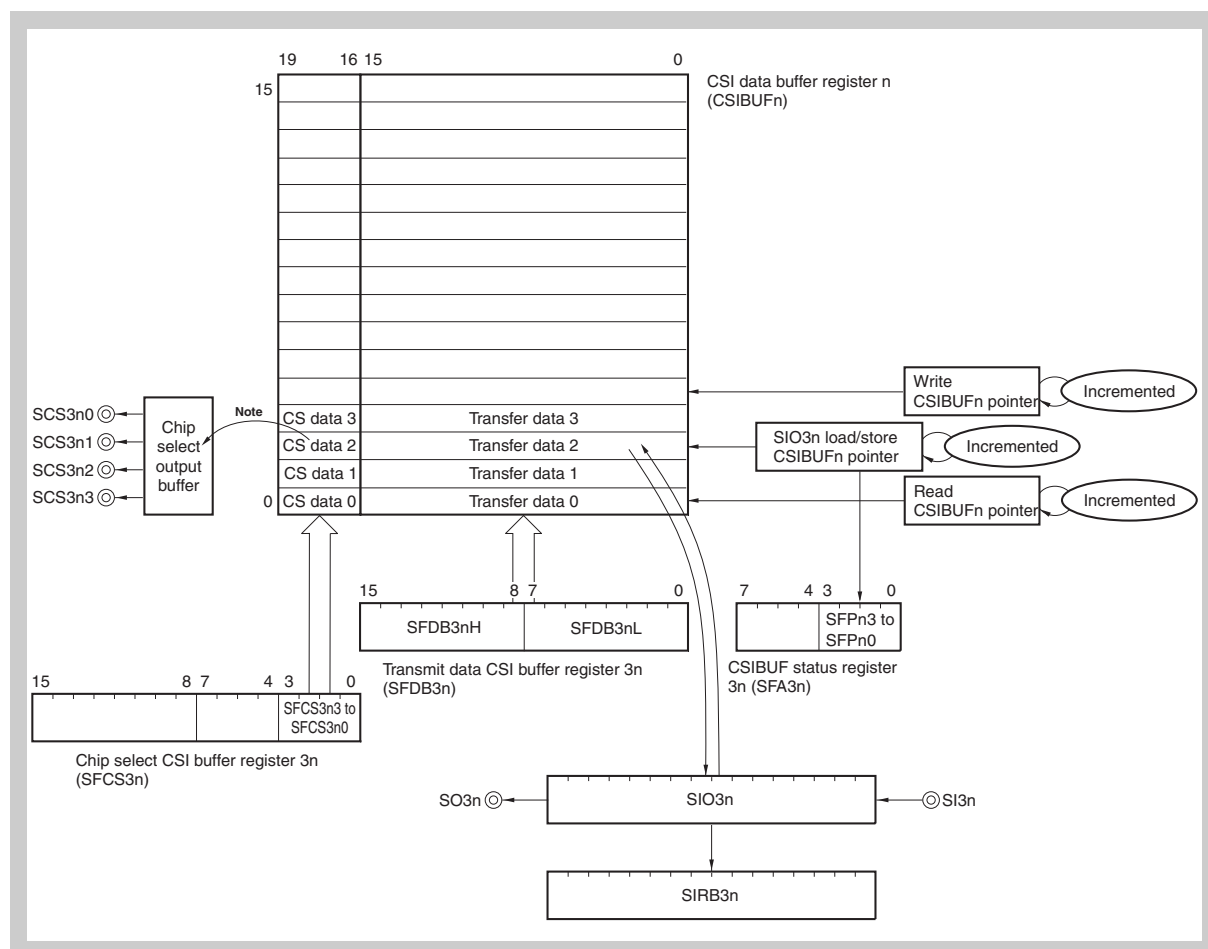 19 16 15 0
CSI data buffer register n
(CSIBUFn)
15
Write
CSIBUFn pointer
Incremented
SCS3n0
SCS3n1
SCS3n2
SCS3n3
Chip
select
output
buffer
Note
CS data 3 Transfer data 3
CS data 2 Transfer data 2
CS data 1 Transfer data 1
0 CS data 0 Transfer data 0
SIO3n load/store
CSIBUFn pointer
Incremented
Read
CSIBUFn pointer
Incremented
15 8 7 0
SFDB3nH SFDB3nL
Transmit data CSI buffer register 3n
(SFDB3n)
7 4 3 0
SFPn3 to
SFPn0
CSIBUF status register
3n (SFA3n)
15 8 7 4 3 0
SFCS3n3 to
SFCS3n0
Chip select CSI buffer register 3n
(SFCS3n)
SO3n SIO3n SI3n
SIRB3n